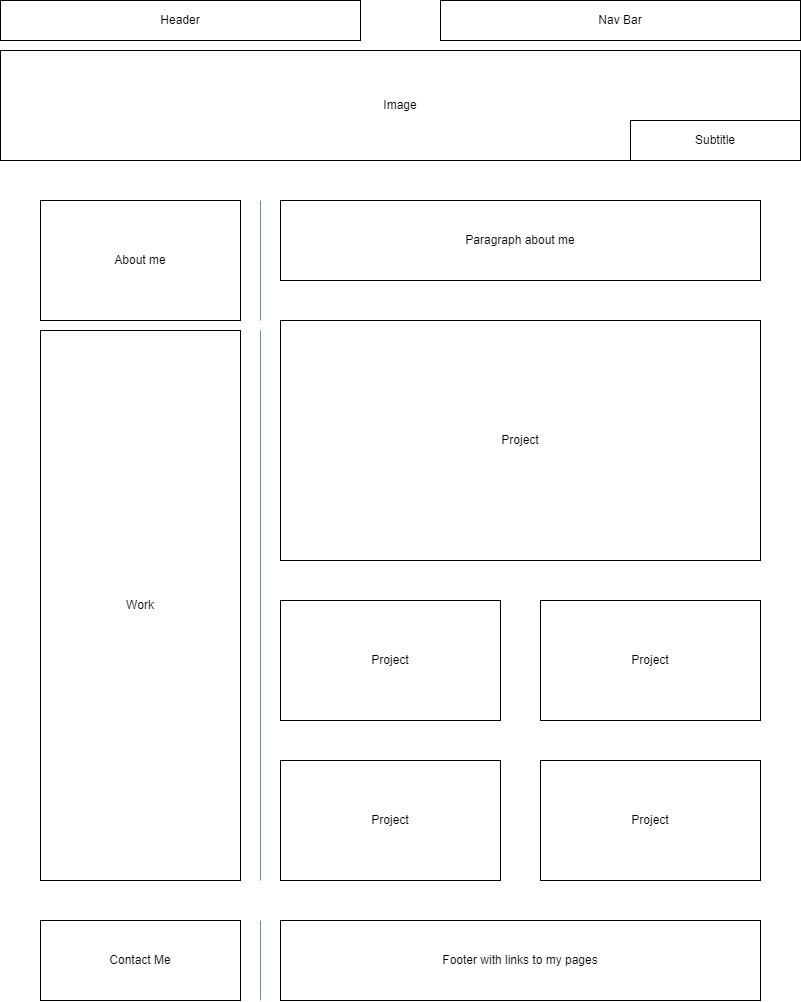 Header
Nav Bar
Image
Subtitle
About me
Paragraph about me
Work
Project
Project
Project
Project
Project
Contact Me
Footer with links to my pages